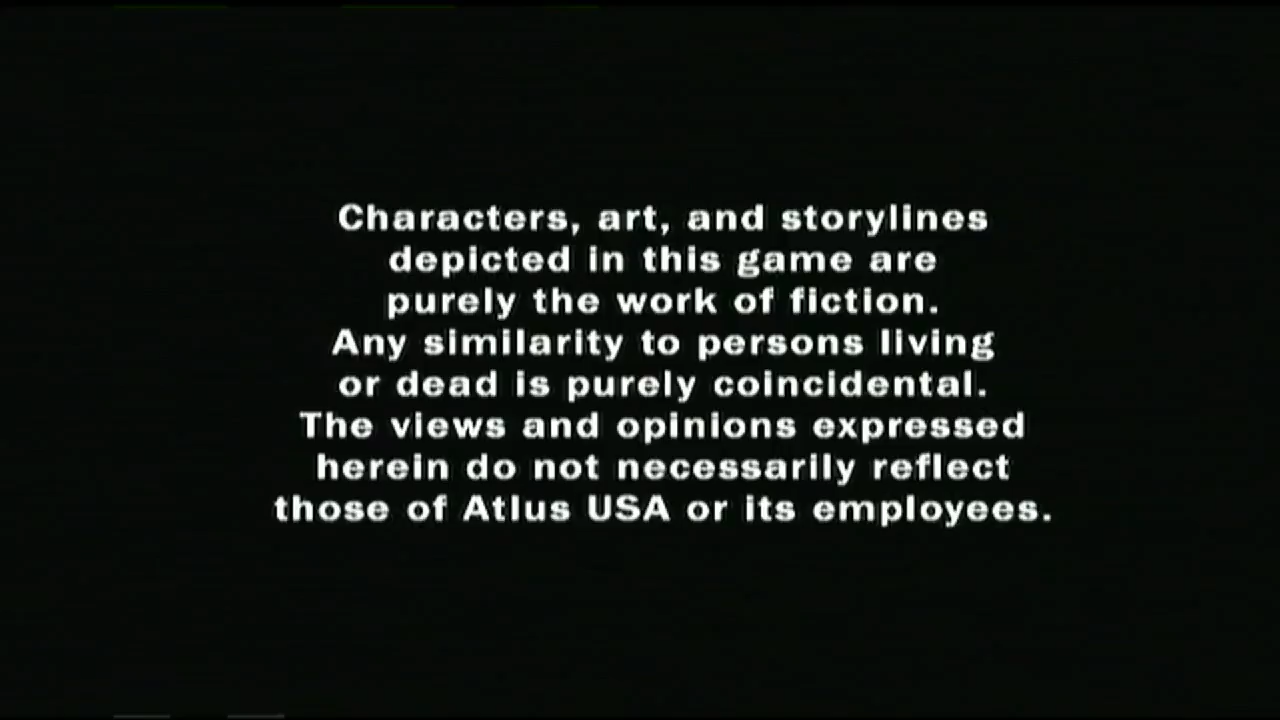 Characters, art, and storylines
depicted in this game are
purely the work of fiction.
Any similarity to persons living
or dead is purely coincidental.
The views and opinions expressed
herein do not necessarily reflect
those of Atlus USA or its employees.